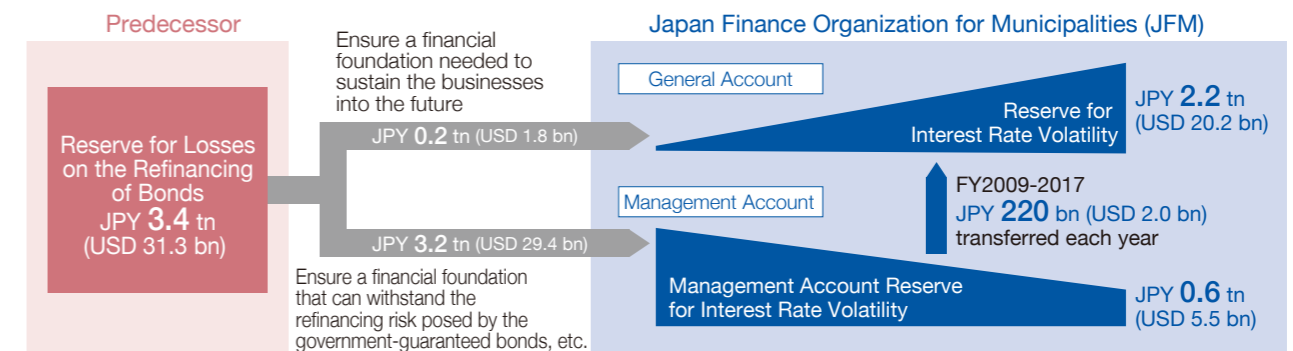 Predecessor
Reserve for Losses
on the Refinancing
of Bonds
JPY 3.4 tn
(USD 31.3 bn)
Ensure a financial
foundation needed to
sustain the businesses
into the future
JPY 0.2 tn (USD 1.8 bn)
JPY 3.2 tn (USD 29.4 bn)
Ensure a financial foundation
that can withstand the
refinancing risk posed by the
government-guaranteed bonds, etc.
Japan Finance Organization for Municipalities (JFM)
General Account
Reserve for
Interest Rate Volatility
JPY 2.2 tn
(USD 20.2 bn)
Management Account
FY2009-2017
JPY 220 bn (USD 2.0 bn)
transferred each year
Management Account Reserve
for Interest Rate Volatility
JPY 0.6 tn
(USD 5.5 bn)